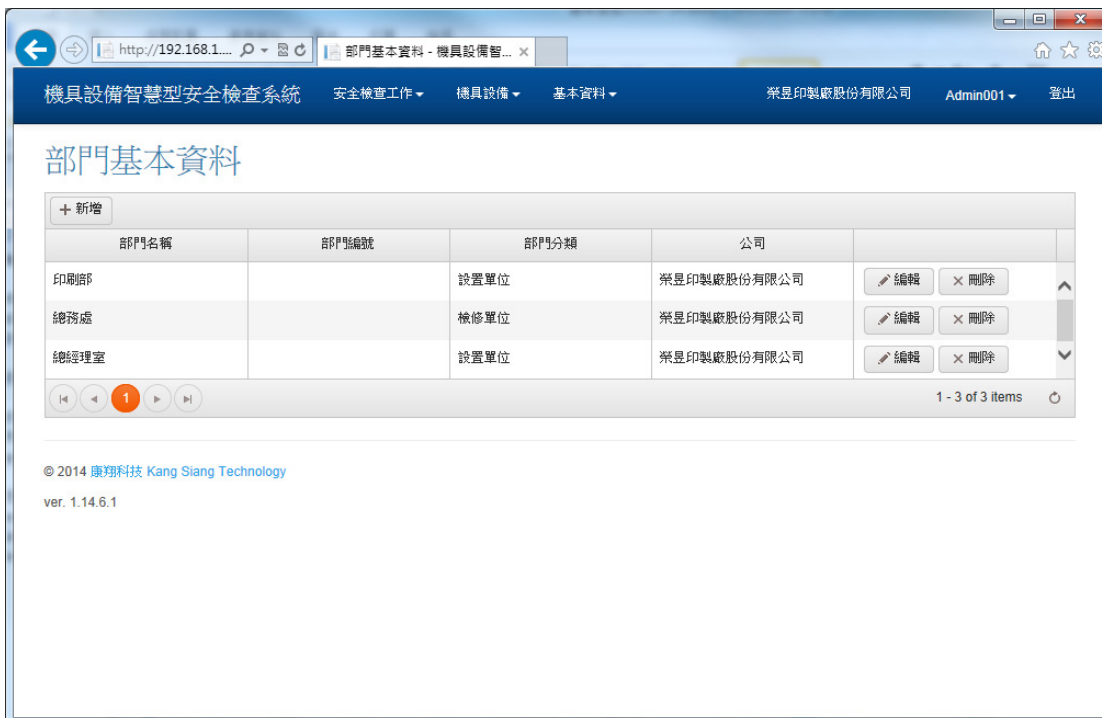 http://192.168.1.... 部門基本資料 - 機具設備智...
機具設備智慧型安全檢查系統 安全檢查工作 機具設備 基本資料 榮昱印製廠股份有限公司 Admin001 登出
部門基本資料
新增
部門名稱 部門編號 部門分類 公司
印刷部 設置單位 榮昱印製廠股份有限公司 編輯 刪除
總務處 檢修單位 榮昱印製廠股份有限公司 編輯 刪除
總經理室 設置單位 榮昱印製廠股份有限公司 編輯 刪除
1 1 - 3 of 3 items
© 2014 康翔科技 Kang Siang Technology
ver. 1.14.6.1